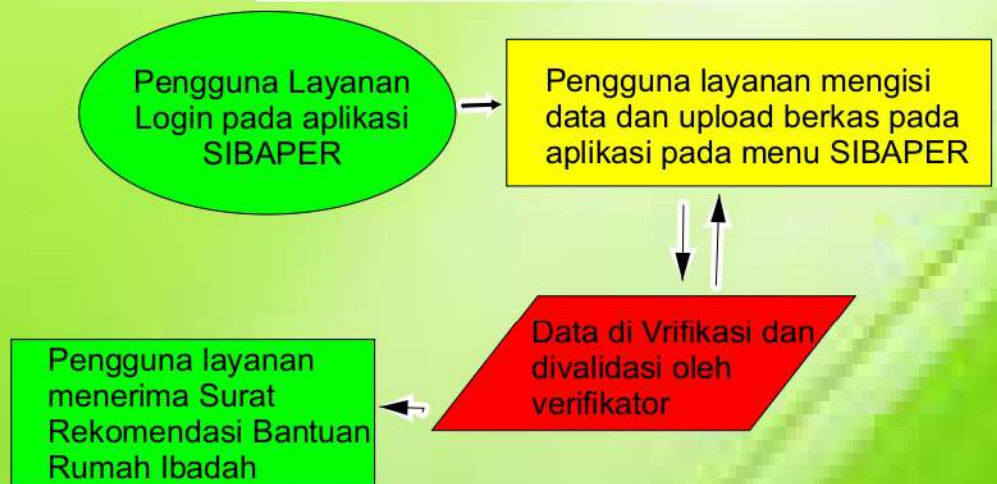 Pengguna Layanan
Login pada aplikasi
SIBAPER
Pengguna layanan mengisi
data dan upload berkas pada
aplikasi pada menu SIBAPER
Data di Vrifikasi dan
divalidasi oleh
verifikator
Pengguna layanan
menerima Surat
Rekomendasi Bantuan
Rumah Ibadah